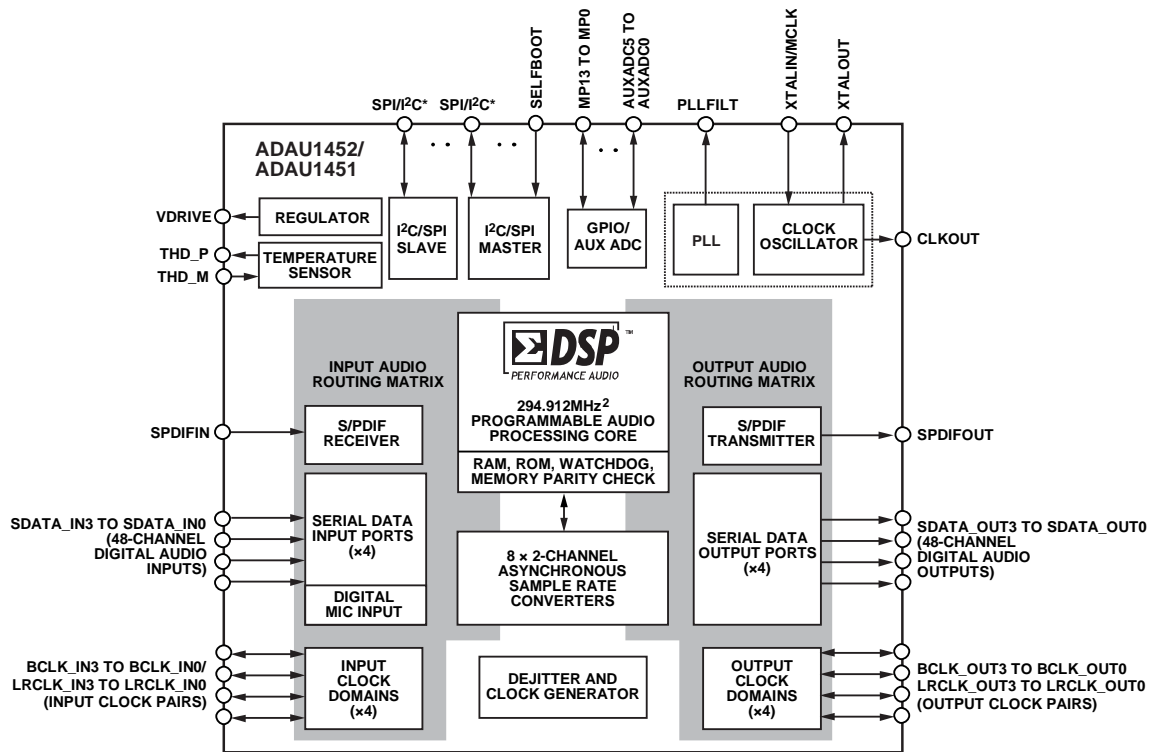 SPI/I²C*
SPI/I²C*
SELFBOOT
MP13 TO MP0
AUXADC5 TO
AUXADC0
PLLFILT
XTALIN/MCLK
XTALOUT
ADAU1452/
ADAU1451
VDRIVE
REGULATOR
THD_P
THD_M
TEMPERATURE
SENSOR
I²C/SPI
SLAVE
I²C/SPI
MASTER
GPIO/
AUX ADC
PLL
CLOCK
OSCILLATOR
CLKOUT
INPUT AUDIO
ROUTING MATRIX
ΣDSP™
PERFORMANCE AUDIO
294.912MHz²
PROGRAMMABLE AUDIO
PROCESSING CORE
RAM, ROM, WATCHDOG,
MEMORY PARITY CHECK
OUTPUT AUDIO
ROUTING MATRIX
SPDIFIN
S/PDIF
RECEIVER
S/PDIF
TRANSMITTER
SPDIFOUT
SDATA_IN3 TO SDATA_IN0
(48-CHANNEL
DIGITAL AUDIO
INPUTS)
SERIAL DATA
INPUT PORTS
(×4)
DIGITAL
MIC INPUT
8 × 2-CHANNEL
ASYNCHRONOUS
SAMPLE RATE
CONVERTERS
SERIAL DATA
OUTPUT PORTS
(×4)
SDATA_OUT3 TO SDATA_OUT0
(48-CHANNEL
DIGITAL AUDIO
OUTPUTS)
BCLK_IN3 TO BCLK_IN0/
LRCLK_IN3 TO LRCLK_IN0
(INPUT CLOCK PAIRS)
INPUT
CLOCK
DOMAINS
(×4)
DEJITTER AND
CLOCK GENERATOR
OUTPUT
CLOCK
DOMAINS
(×4)
BCLK_OUT3 TO BCLK_OUT0
LRCLK_OUT3 TO LRCLK_OUT0
(OUTPUT CLOCK PAIRS)